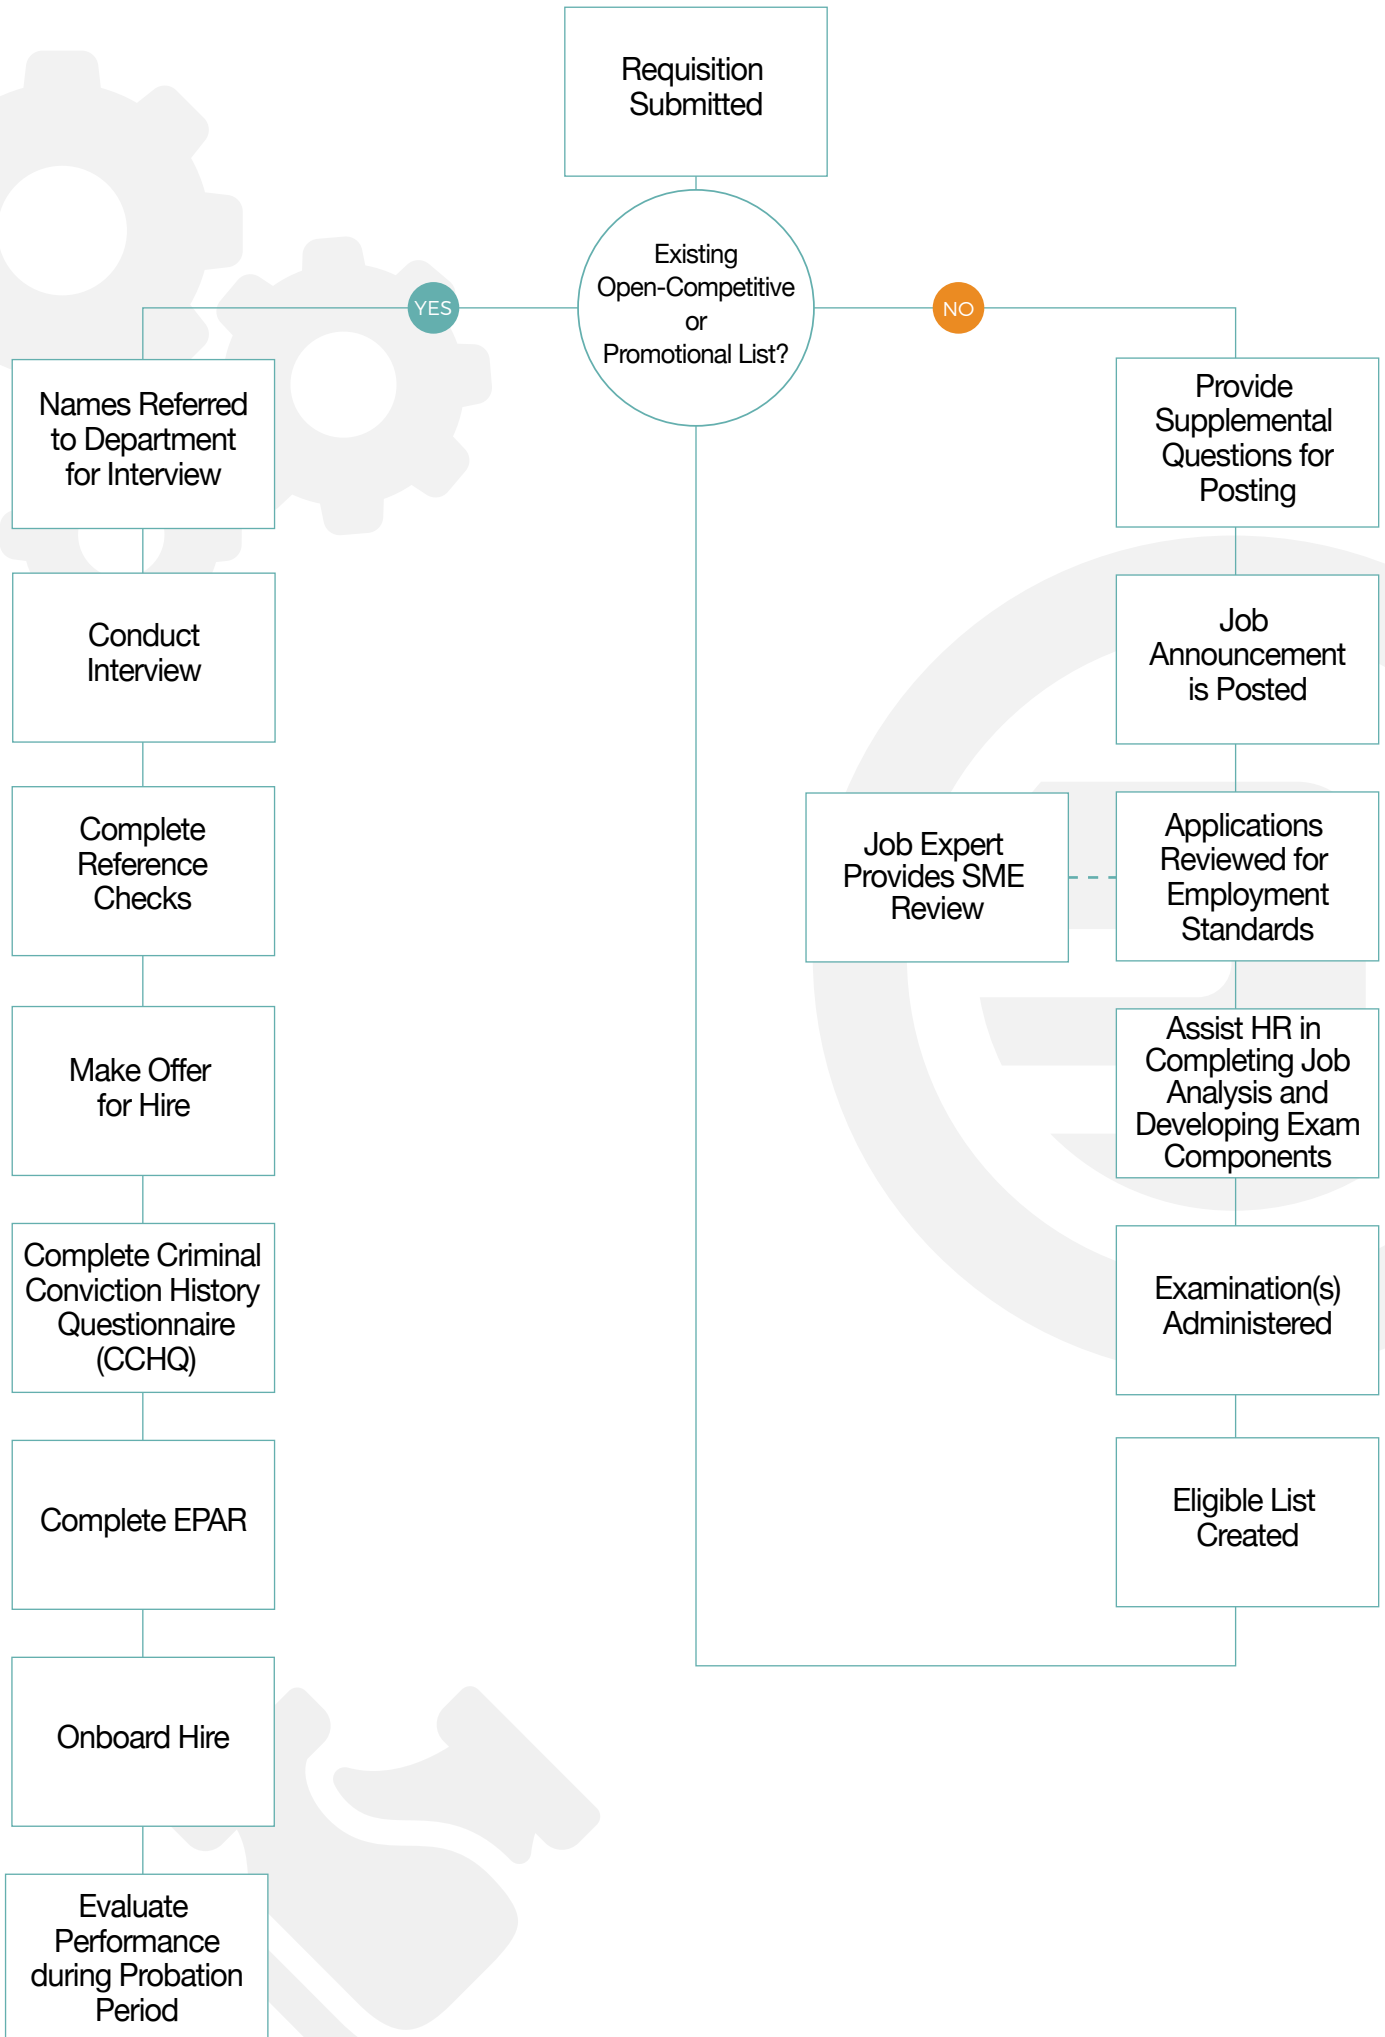 Requisition
Submitted
Existing
Open-Competitive
or
Promotional List?
YES
NO
Names Referred
to Department
for Interview
Conduct
Interview
Complete
Reference
Checks
Make Offer
for Hire
Complete Criminal
Conviction History
Questionnaire
(CCHQ)
Complete EPAR
Onboard Hire
Evaluate
Performance
during Probation
Period
Provide
Supplemental
Questions for
Posting
Job
Announcement
is Posted
Applications
Reviewed for
Employment
Standards
Job Expert
Provides SME
Review
Assist HR in
Completing Job
Analysis and
Developing Exam
Components
Examination(s)
Administered
Eligible List
Created